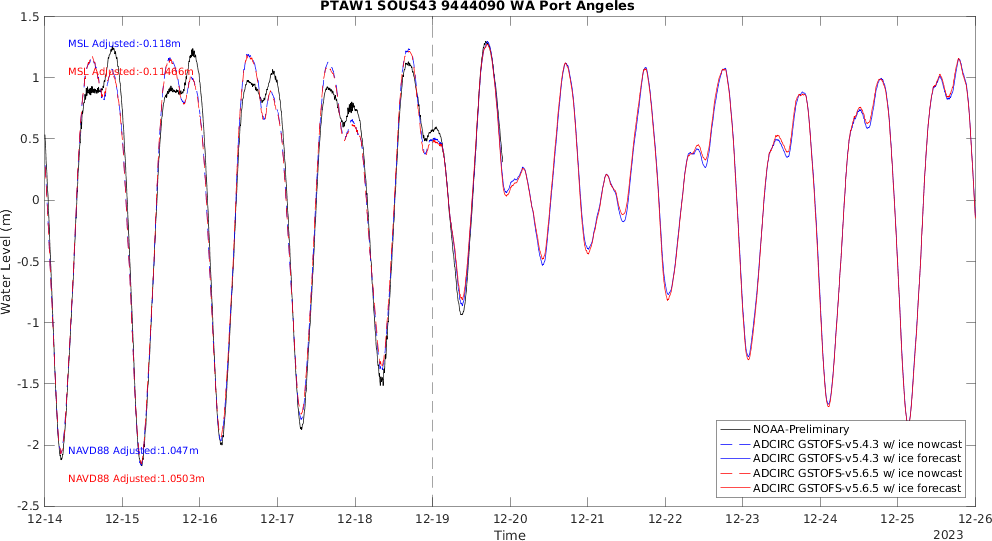 PTAW1 SOUS43 9444090 WA Port Angeles
1.5
1
0.5
0
-0.5
-1
-1.5
-2
-2.5
Water Level (m)
MSL Adjusted:-0.118m
MSL Adjusted:-0.11466m
NAVD88 Adjusted:1.047m
NAVD88 Adjusted:1.0503m
NOAA-Preliminary
ADCIRC GSTOFS-v5.4.3 w/ ice nowcast
ADCIRC GSTOFS-v5.4.3 w/ ice forecast
ADCIRC GSTOFS-v5.6.5 w/ ice nowcast
ADCIRC GSTOFS-v5.6.5 w/ ice forecast
12-14 12-15 12-16 12-17 12-18 12-19 12-20 12-21 12-22 12-23 12-24 12-25 12-26
Time
2023